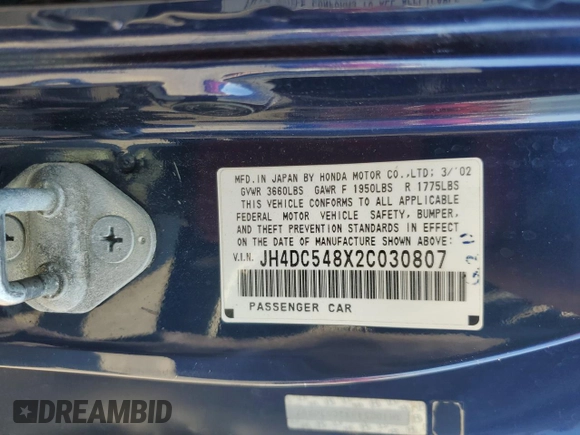 MFD. IN JAPAN BY HONDA MOTOR CO., LTD: 3/'02
GVWR 3660LBS GAWR F 1950LBS R 1775LBS
THIS VEHICLE CONFORMS TO ALL APPLICABLE
FEDERAL MOTOR VEHICLE SAFETY, BUMPER,
AND THEFT PREVENTION STANDARDS IN EFFECT
ON THE DATE OF MANUFACTURE SHOWN ABOVE:
V.I.N. JH4DC548X2C030807
PASSENGER CAR
DREAMBID